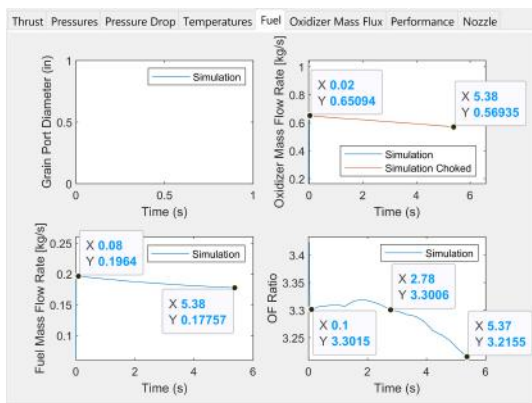 Thrust Pressures Pressure Drop Temperatures Fuel Oxidizer Mass Flux Performance Nozzle
Grain Port Diameter (in)
1
0.5
0
Simulation
0 0.5 1
Time (s)
Oxidizer Mass Flow Rate [kg/s]
1
0.8
0.6
0.4
0.2
X 0.02
Y 0.65094
X 5.38
Y 0.56935
Simulation
Simulation Choked
0 2 4 6
Time (s)
Fuel Mass Flow Rate [kg/s]
0.25
0.2
0.15
0.1
X 0.08
Y 0.1964
Simulation
X 5.38
Y 0.17757
0 2 4 6
Time (s)
OF Ratio
3.4
3.35
3.3
3.25
Simulation
X 2.78
Y 3.3006
X 0.1
Y 3.3015
X 5.37
Y 3.2155
0 2 4 6
Time (s)